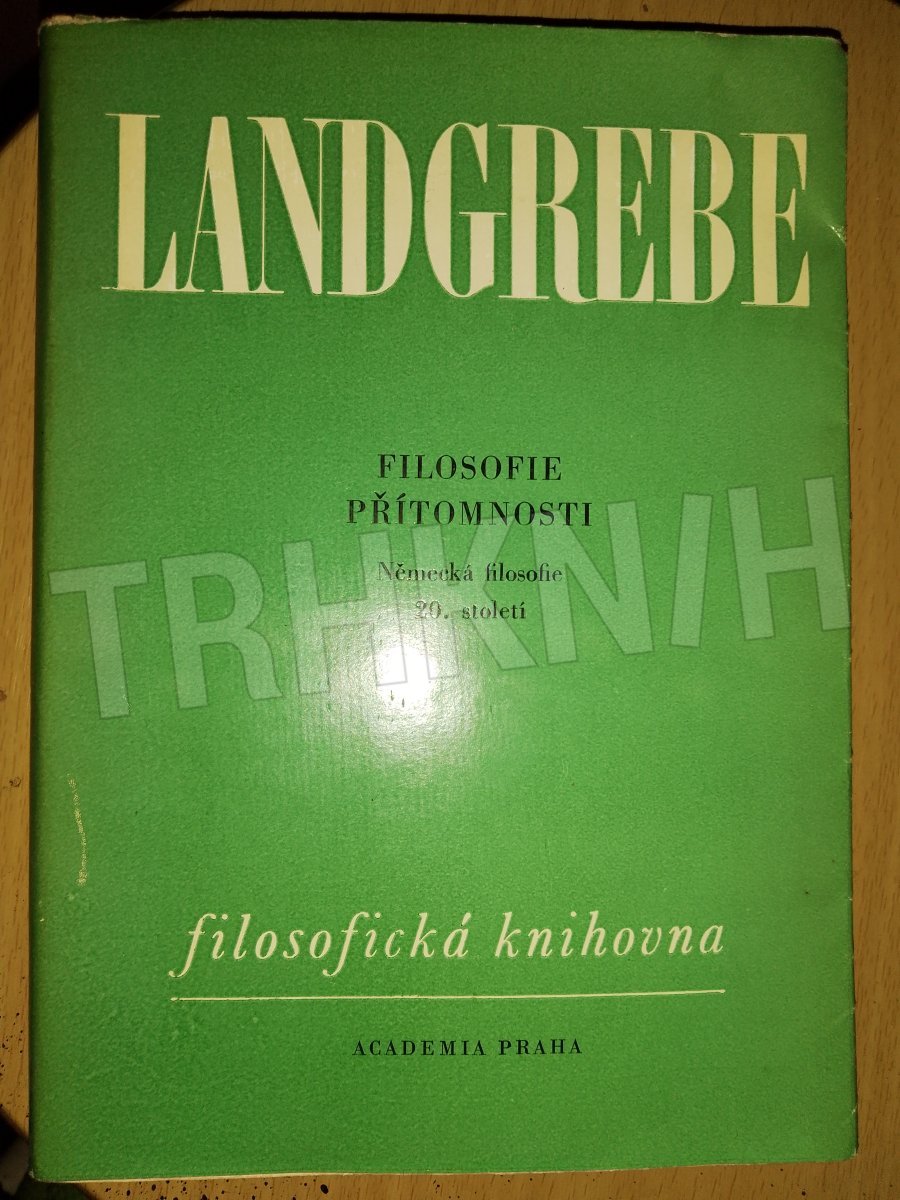 LANDGREBE
FILOSOFIE
PŘÍTOMNOSTI
Německá filosofie
20. století
TRHKNIH
filosofická knihovna
ACADEMIA PRAHA